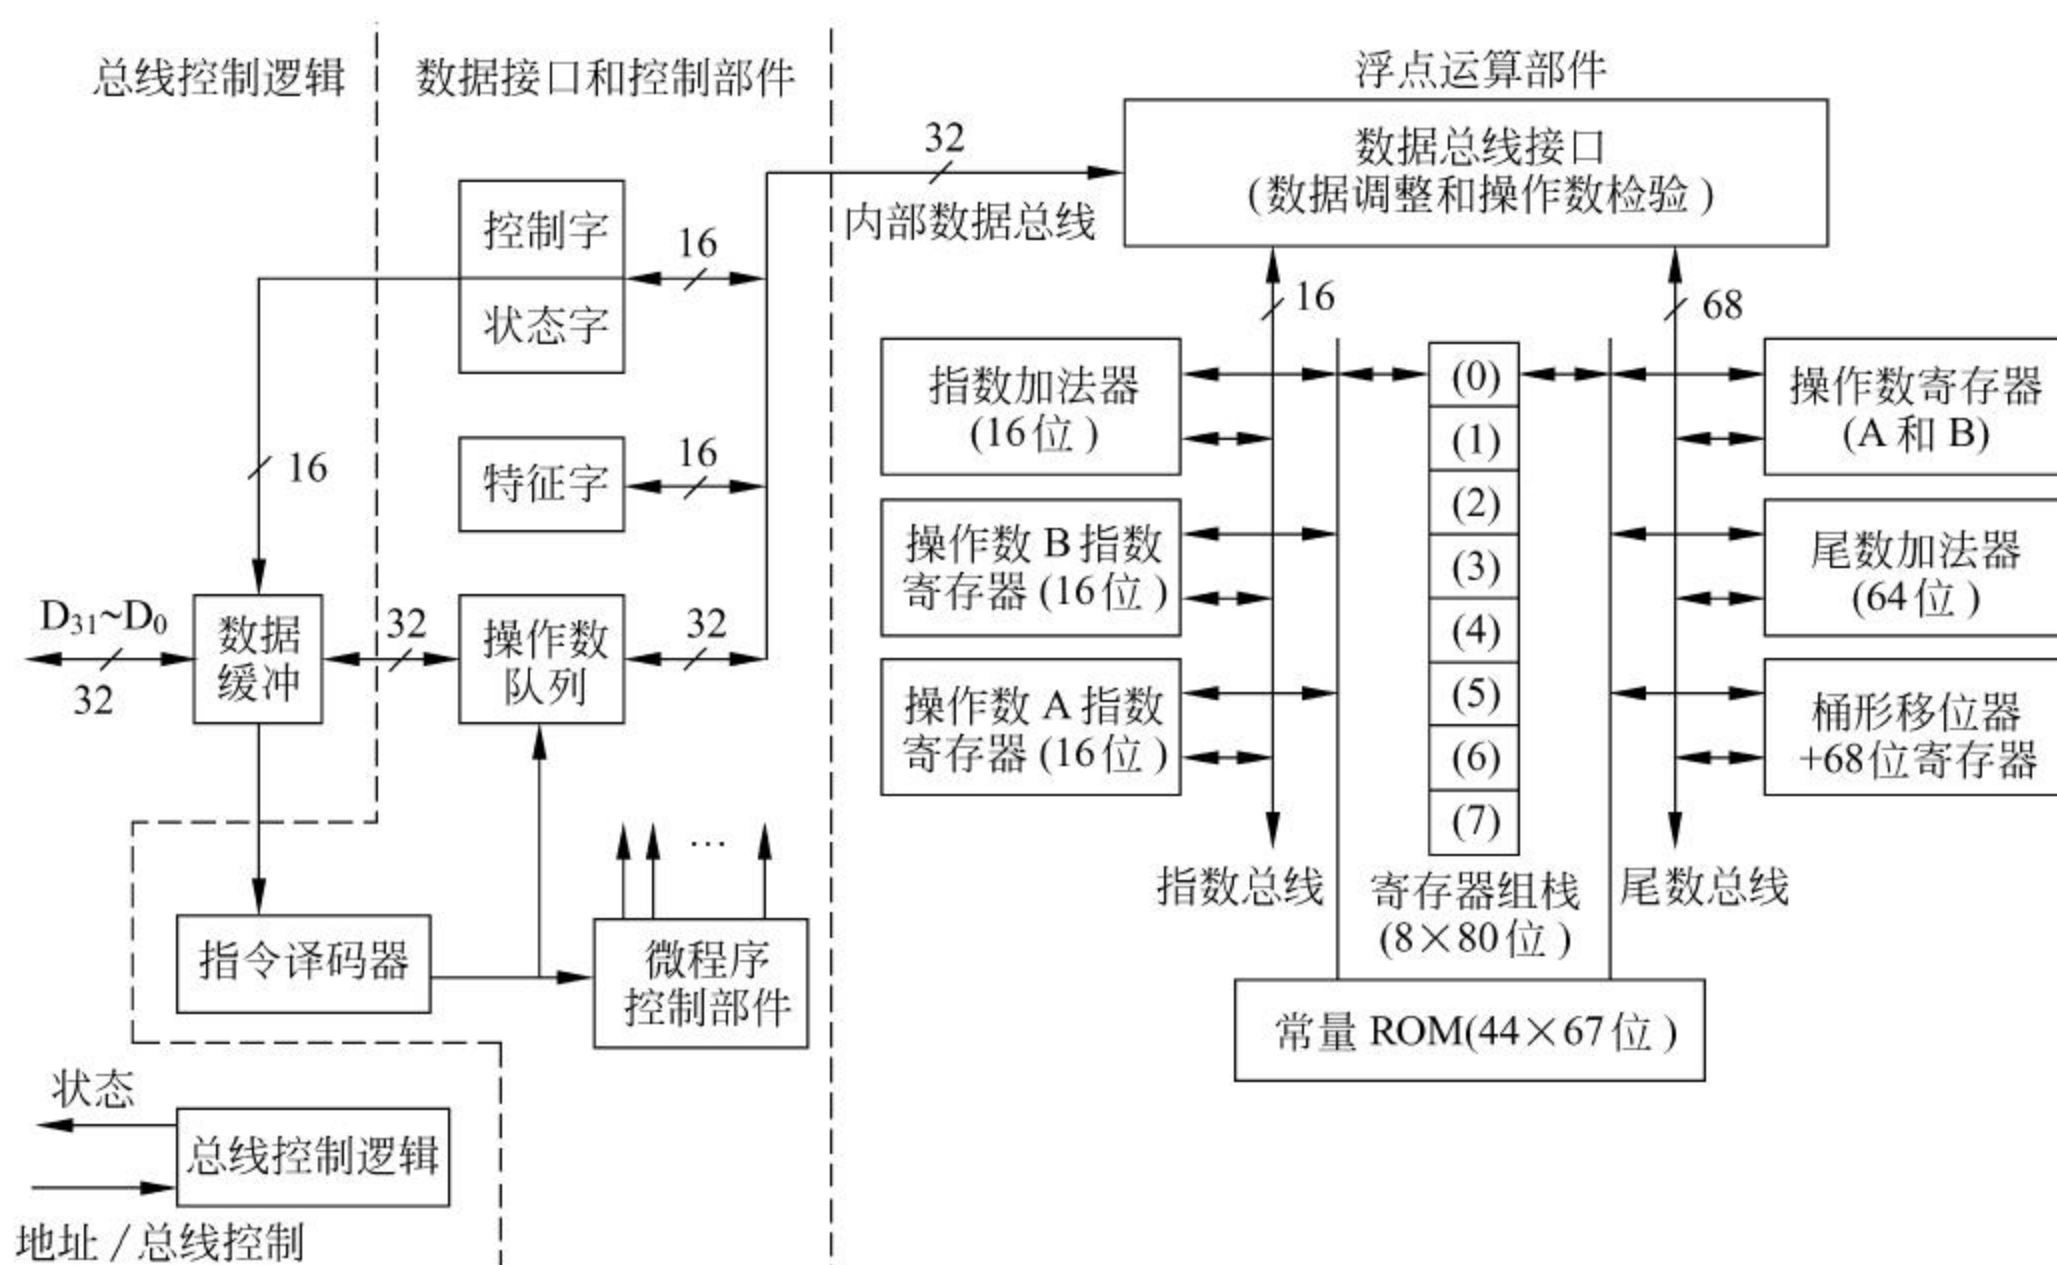 总线控制逻辑
数据接口和控制部件
浮点运算部件
控制字
状态字
16
16
特征字
16
D31~D0
32
数据
缓冲
32
操作数
队列
32
指令译码器
…
微程序
控制部件
状态
总线控制逻辑
地址/总线控制
32
内部数据总线
数据总线接口
(数据调整和操作数检验)
16
68
指数加法器
(16位)
操作数 B 指数
寄存器 (16位)
操作数 A 指数
寄存器 (16位)
(0)
(1)
(2)
(3)
(4)
(5)
(6)
(7)
操作数寄存器
(A 和 B)
尾数加法器
(64位)
桶形移位器
+68位寄存器
指数总线
寄存器组栈
(8×80位)
尾数总线
常量 ROM(44×67位)